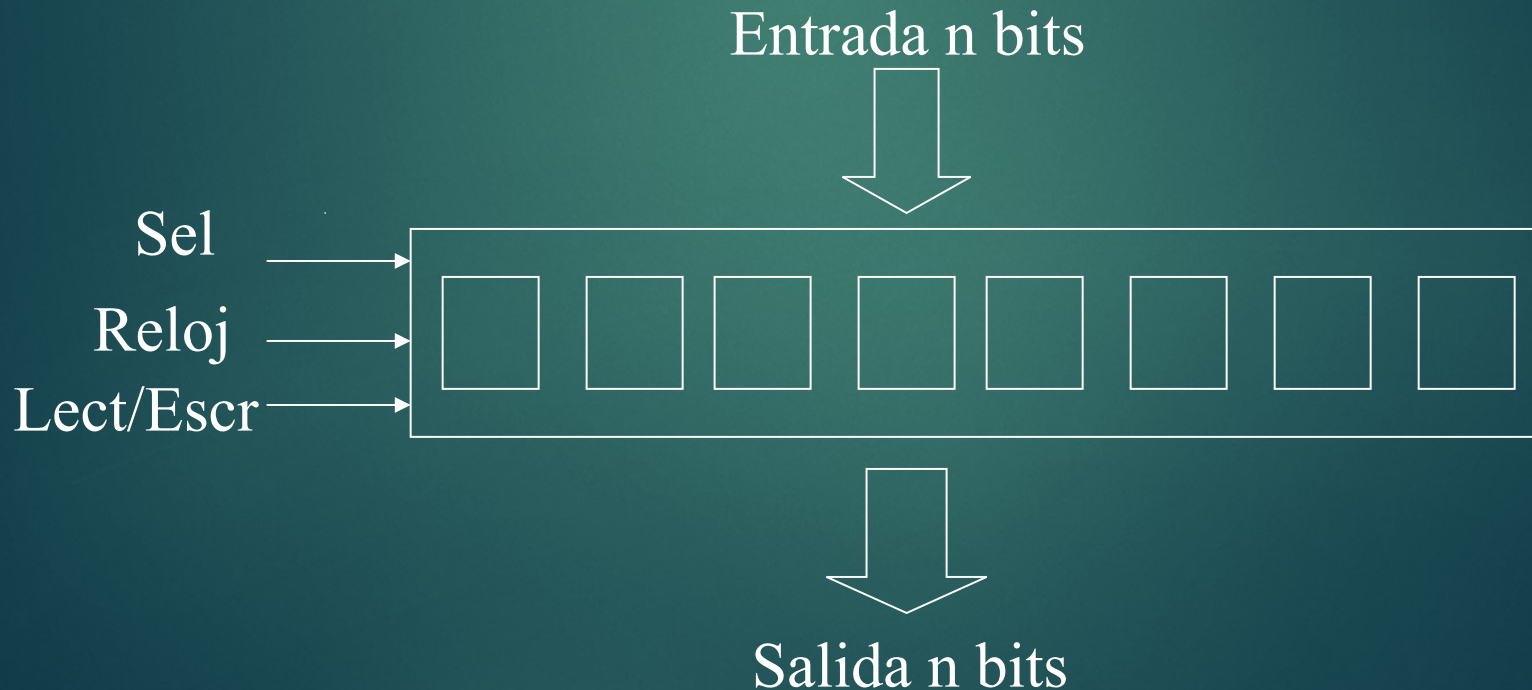 Entrada n bits
Sel
Reloj
Lect/Escr
Salida n bits